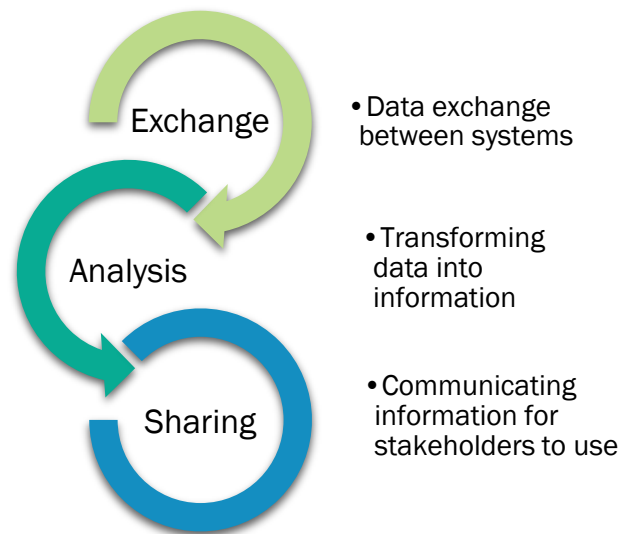 Exchange
•Data exchange
between systems
Analysis
•Transforming
data into
information
Sharing
•Communicating
information for
stakeholders to use